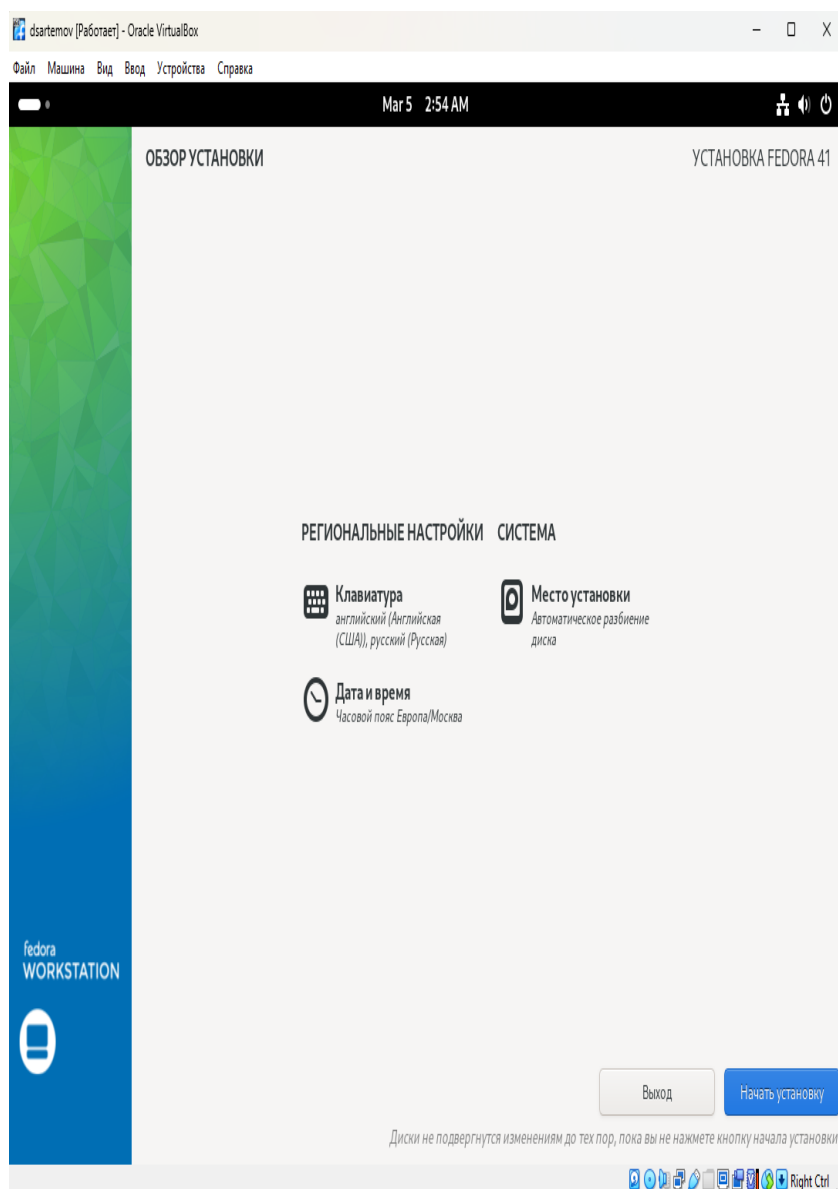 dsartemov [Работает] - Oracle VirtualBox
Файл Машина Вид Ввод Устройства Справка
Mar 5 2:54 AM
ОБЗОР УСТАНОВКИ
УСТАНОВКА FEDORA 41
РЕГИОНАЛЬНЫЕ НАСТРОЙКИ
СИСТЕМА
Клавиатура
английский (Английская
(США)), русский (Русская)
Место установки
Автоматическое разбиение
диска
Дата и время
Часовой пояс Европа/Москва
fedora
WORKSTATION
Выход
Начать установку
Диски не подвергнутся изменениям до тех пор, пока вы не нажмете кнопку начала установки
Right Ctrl